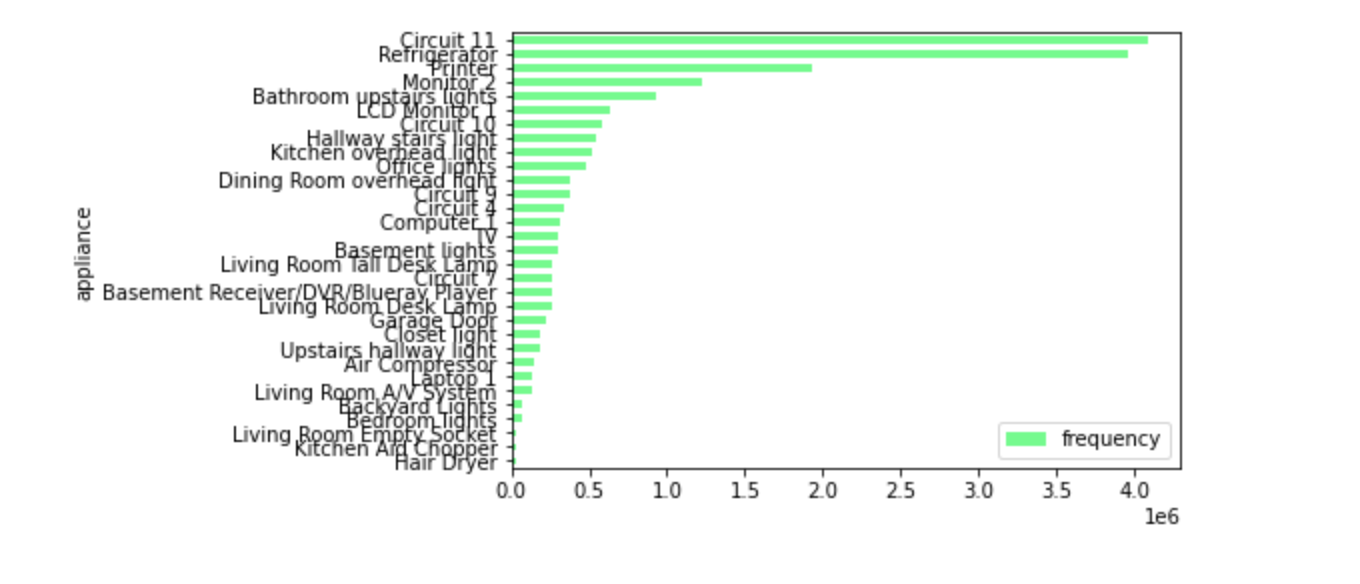 Circuit 11
Refrigerator
Printer
Monitor 2
Bathroom upstairs lights
LCD Monitor 1
Circuit 10
Hallway stairs light
Kitchen overhead light
Office lights
Dining Room overhead light
Circuit 9
Circuit 4
Computer 1
TV
Basement lights
Living Room Tall Desk Lamp
Circuit 7
Basement Receiver/DVR/Blueray Player
Living Room Desk Lamp
Garage Door
Closet light
Upstairs hallway light
Air Compressor
Laptop 1
Living Room A/V System
Backyard Lights
Bedroom lights
Living Room Empty Socket
Kitchen Aid Chopper
Hair Dryer
appliance
frequency
0.0 0.5 1.0 1.5 2.0 2.5 3.0 3.5 4.0
1e6